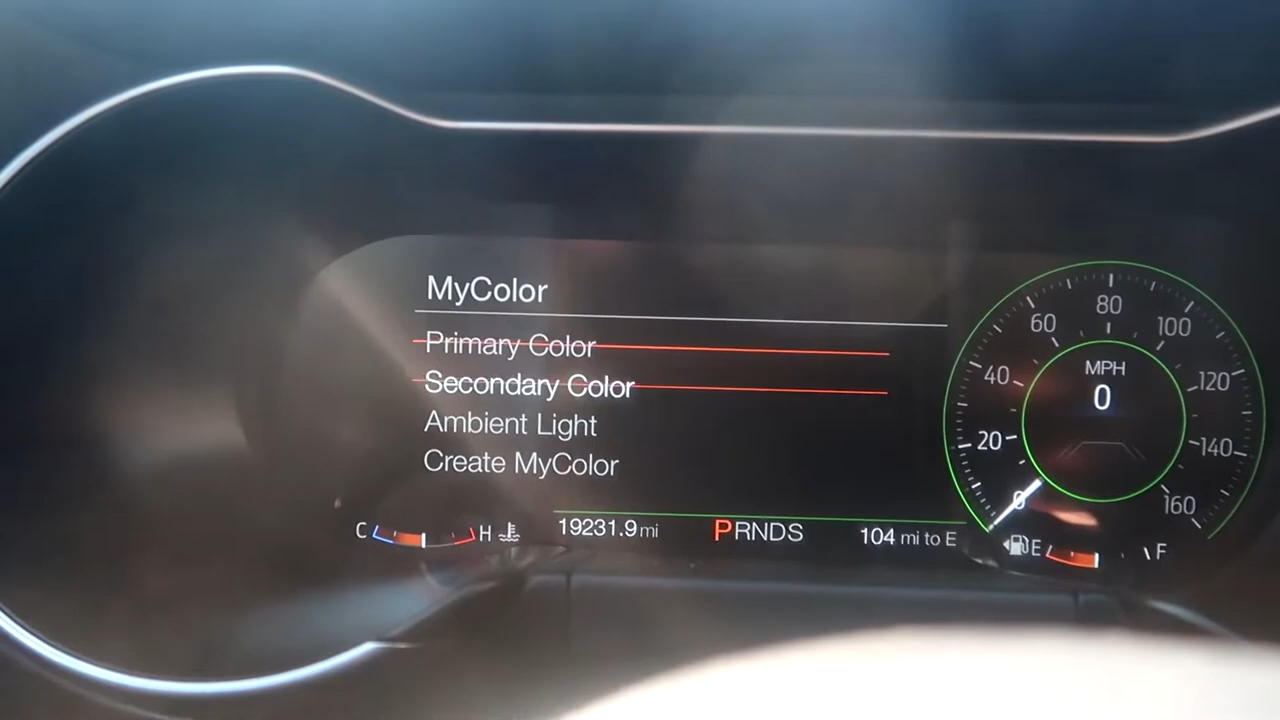 MyColor
Primary Color
Secondary Color
Ambient Light
Create MyColor
C H
19231.9 mi
PRNDS
104 mi to E
E F
MPH
0
0
20
40
60
80
100
120
140
160